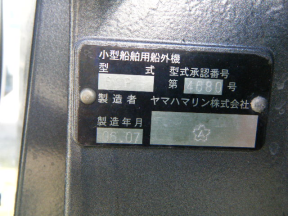 小型船舶用船外機
型式 型式承認番号
第 4680 号
製造者 ヤマハマリン株式会社
製造年月
95.07